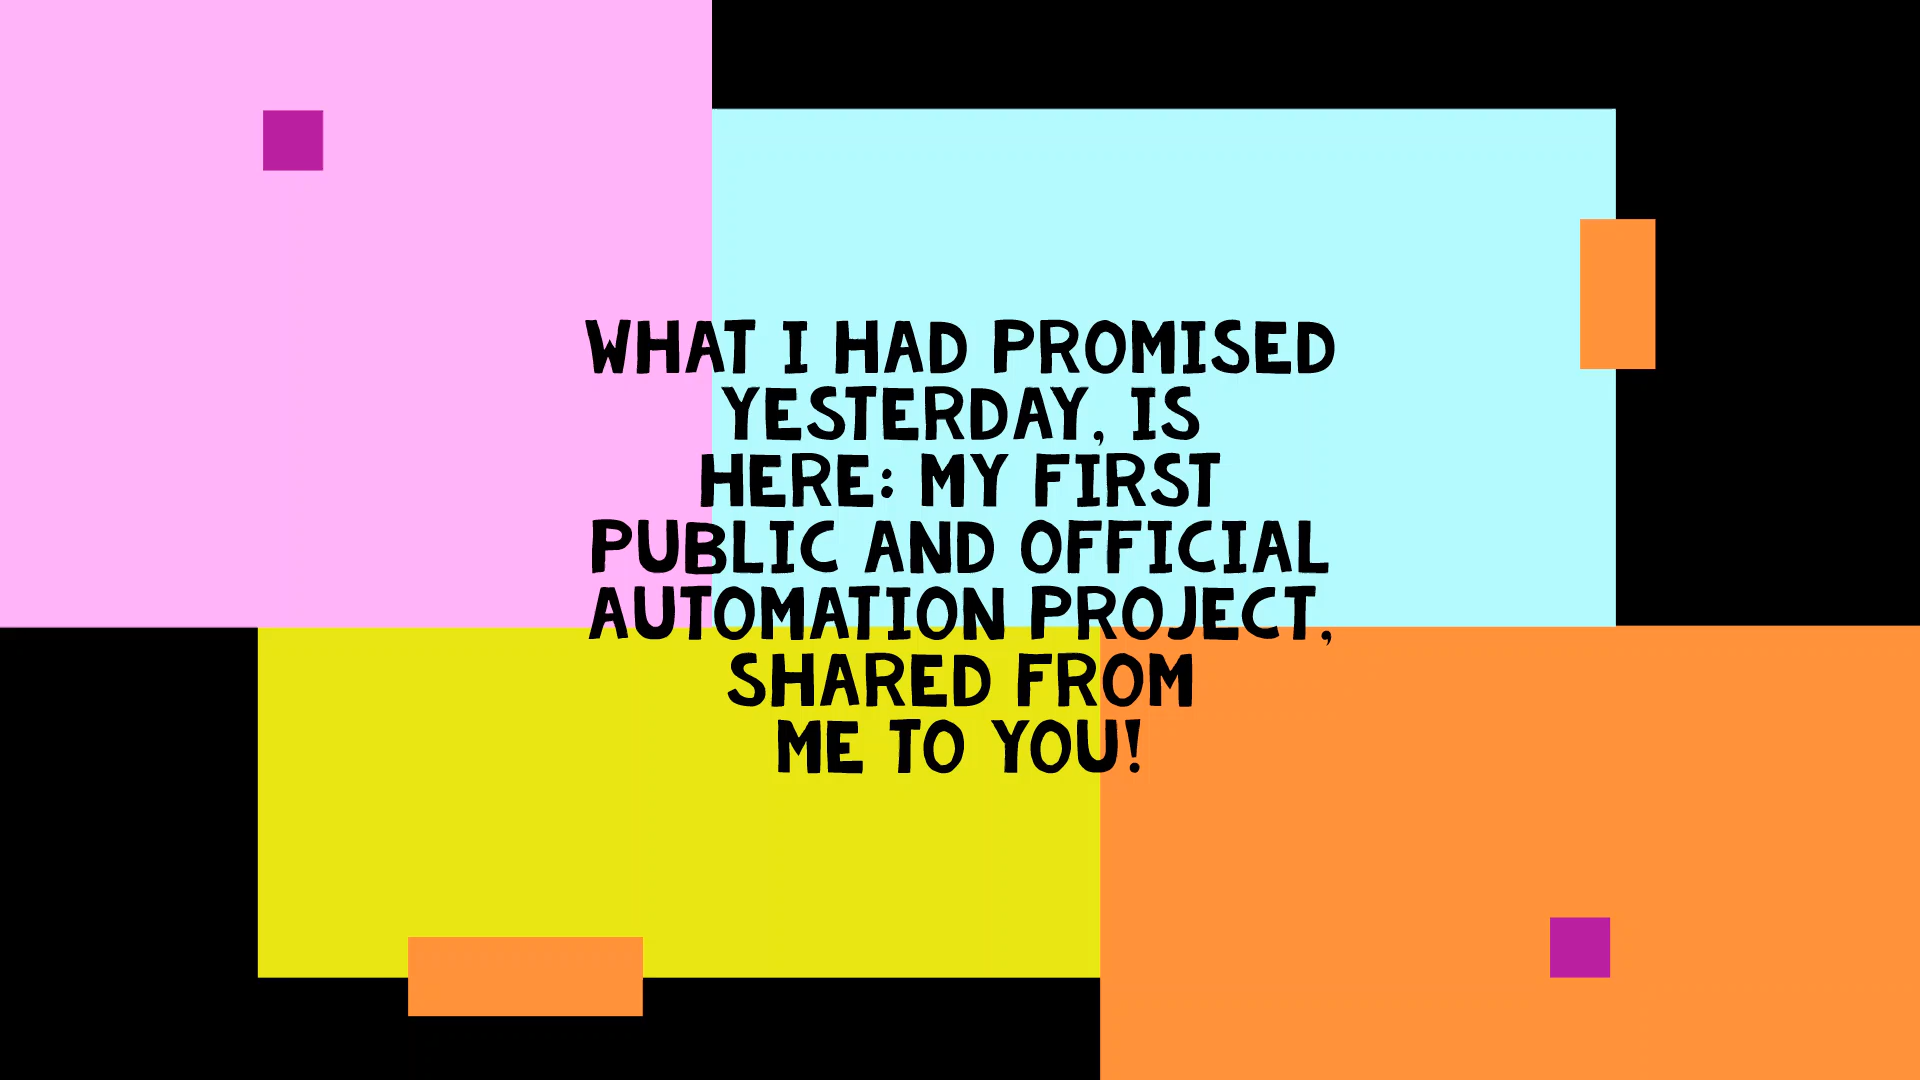 WHAT I HAD PROMISED
YESTERDAY, IS
HERE: MY FIRST
PUBLIC AND OFFICIAL
AUTOMATION PROJECT,
SHARED FROM
ME TO YOU!